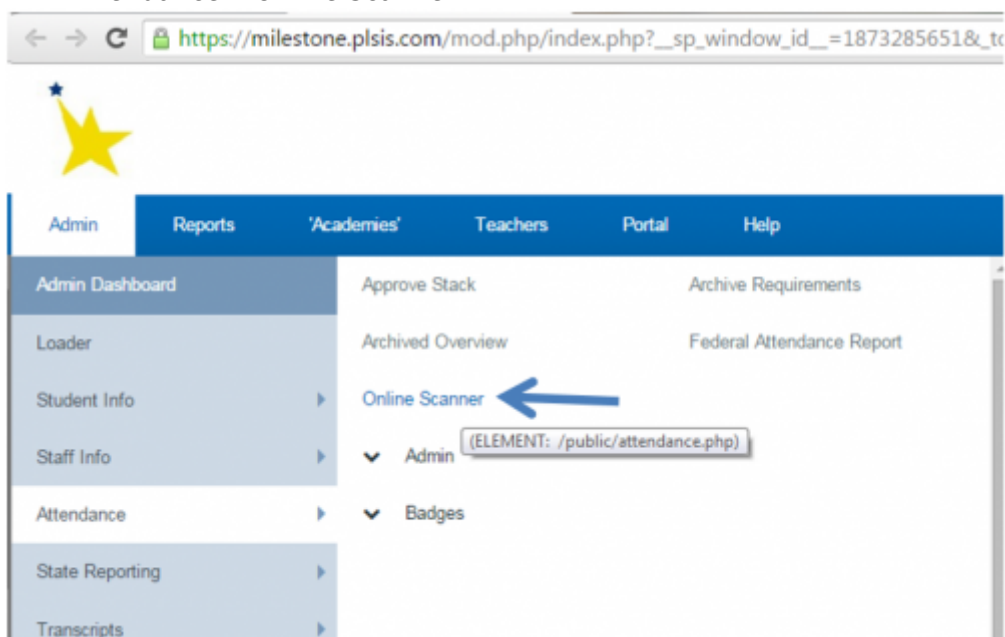 https://milestone.plsis.com/mod.php/index.php?__sp_window_id__=1873285651&_to
Admin Reports 'Academies' Teachers Portal Help
Admin Dashboard Approve Stack Archive Requirements
Loader Archived Overview Federal Attendance Report
Student Info Online Scanner
(ELEMENT: /public/attendance.php)
Staff Info Admin
Attendance Badges
State Reporting
Transcripts